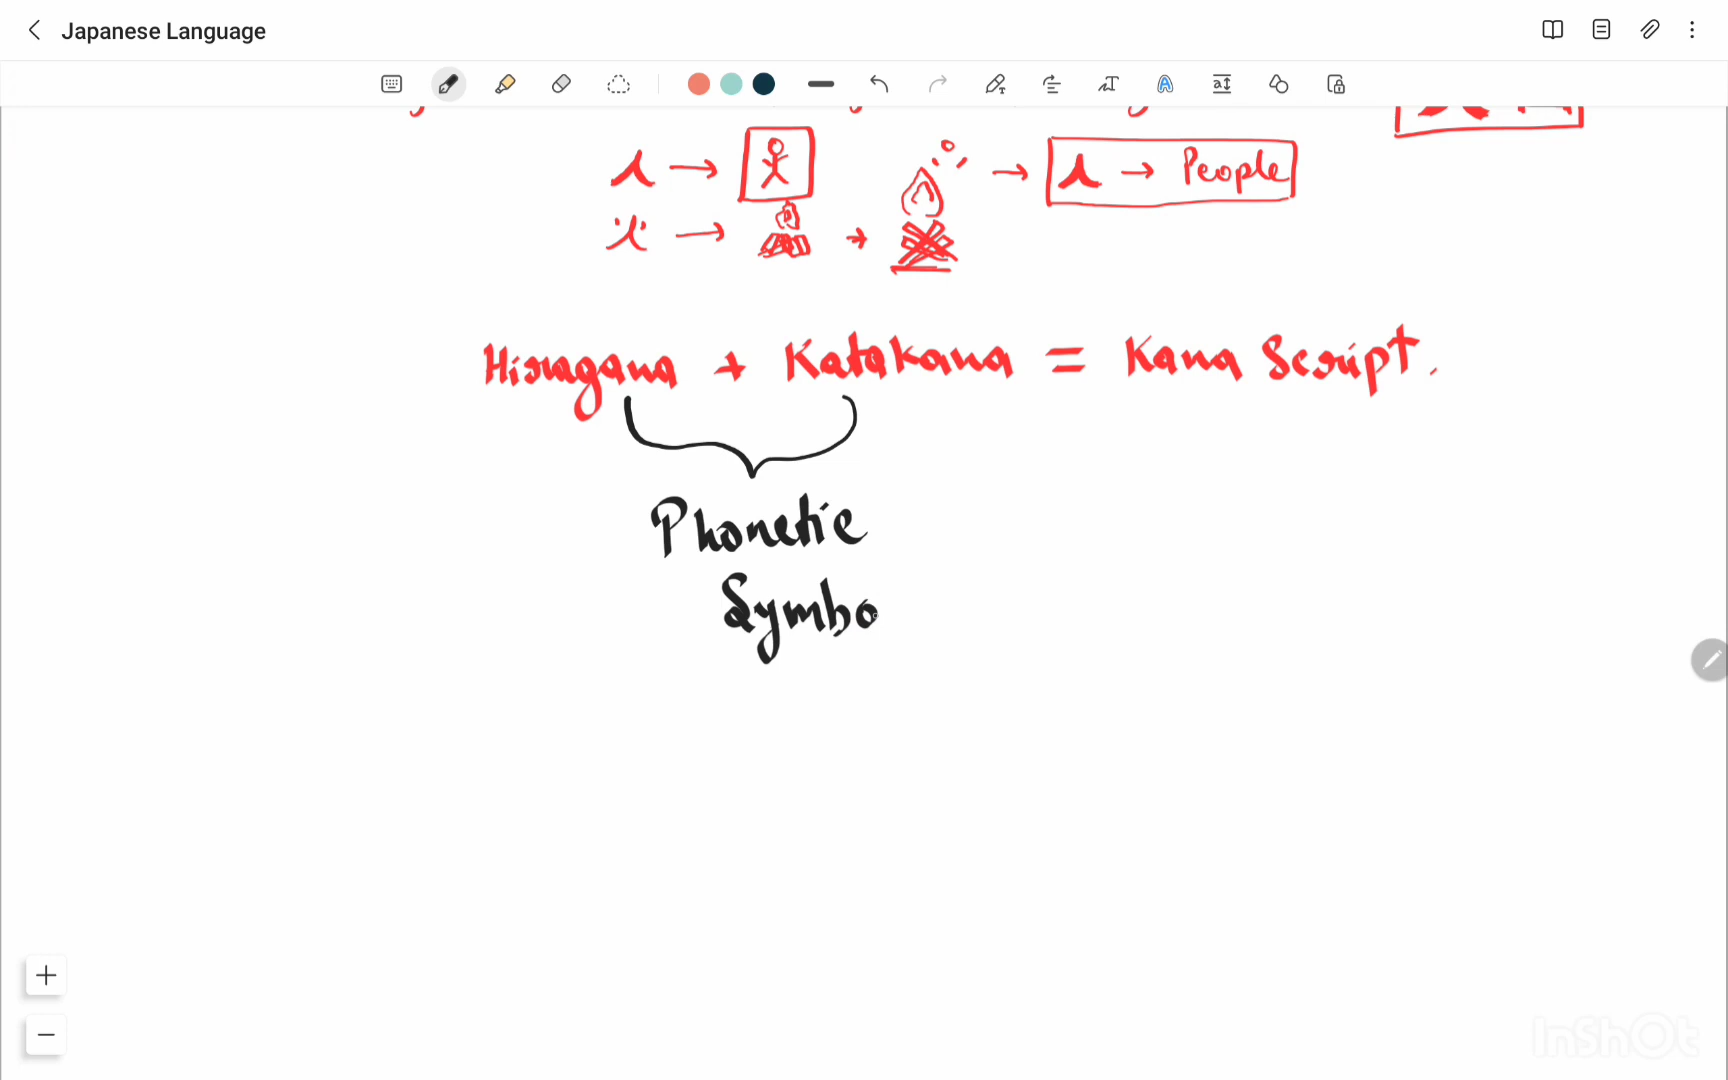 Japanese Language
人 → → 人 → People
火 → →
Hiragana + Katakana = Kana Script.
Phonetic
Symbo
InShOt